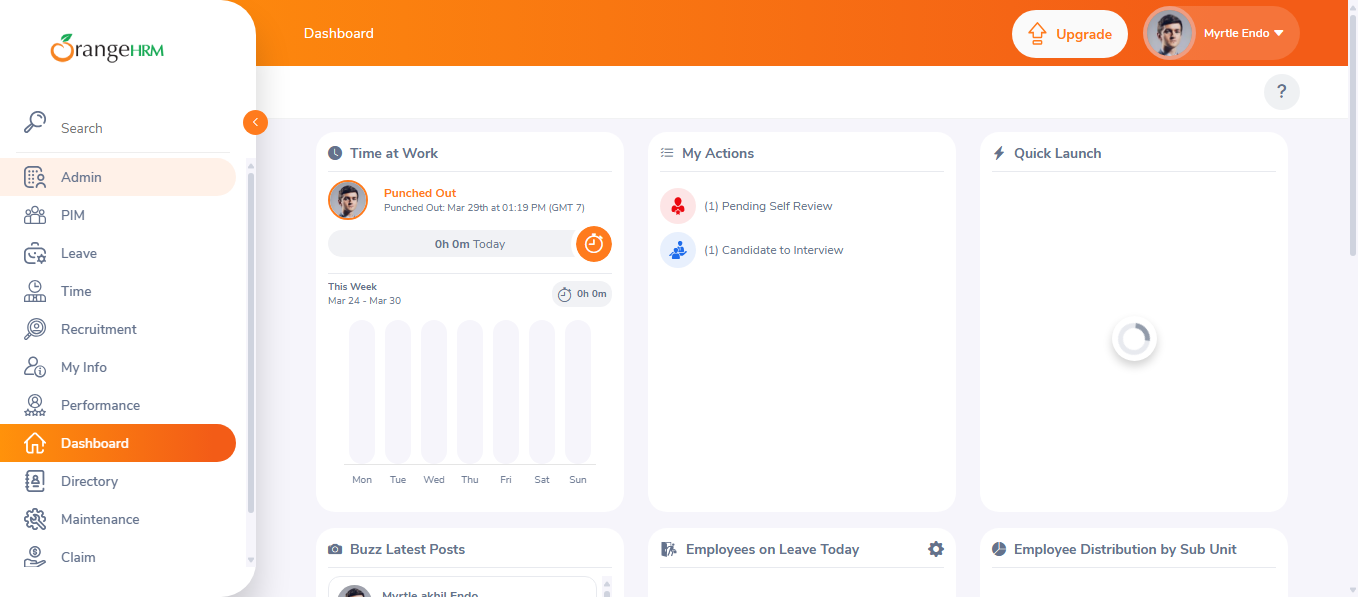 OrangeHRM
Dashboard
Upgrade
Myrtle Endo
?
Search
Admin
PIM
Leave
Time
Recruitment
My Info
Performance
Dashboard
Directory
Maintenance
Claim
Time at Work
Punched Out
Punched Out: Mar 29th at 01:19 PM (GMT 7)
0h 0m Today
This Week
Mar 24 - Mar 30
0h 0m
Mon Tue Wed Thu Fri Sat Sun
My Actions
(1) Pending Self Review
(1) Candidate to Interview
Quick Launch
Buzz Latest Posts
Myrtle akhil Endo
Employees on Leave Today
Employee Distribution by Sub Unit